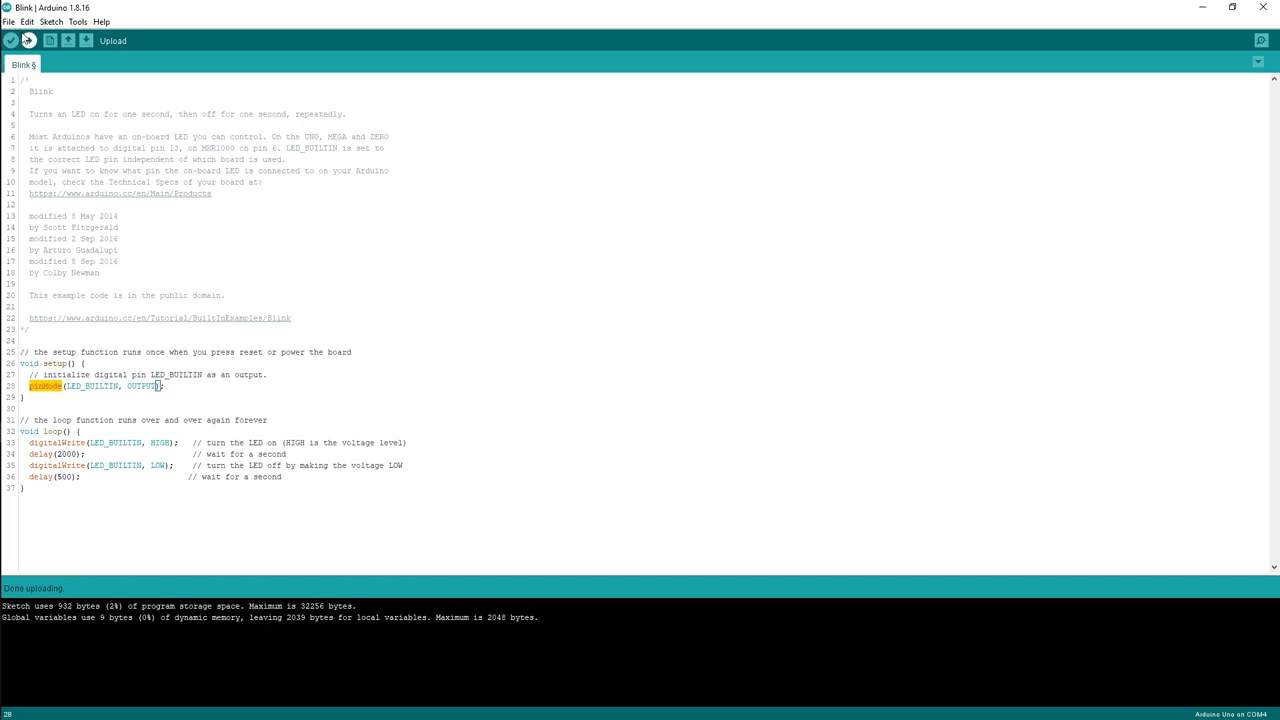 Blink | Arduino 1.8.16
File Edit Sketch Tools Help
Upload
Blink §
1 /*
2 Blink
3
4 Turns an LED on for one second, then off for one second, repeatedly.
5
6 Most Arduinos have an on-board LED you can control. On the UNO, MEGA and ZERO
7 it is attached to digital pin 13, on MKR1000 on pin 6. LED_BUILTIN is set to
8 the correct LED pin independent of which board is used.
9 If you want to know what pin the on-board LED is connected to on your Arduino
10 model, check the Technical Specs of your board at:
11 https://www.arduino.cc/en/Main/Products
12
13 modified 8 May 2014
14 by Scott Fitzgerald
15 modified 2 Sep 2016
16 by Arturo Guadalupi
17 modified 8 Sep 2016
18 by Colby Newman
19
20 This example code is in the public domain.
21
22 https://www.arduino.cc/en/Tutorial/BuiltInExamples/Blink
23 */
24
25 // the setup function runs once when you press reset or power the board
26 void setup() {
27 // initialize digital pin LED_BUILTIN as an output.
28 pinMode(LED_BUILTIN, OUTPUT);
29 }
30
31 // the loop function runs over and over again forever
32 void loop() {
33 digitalWrite(LED_BUILTIN, HIGH); // turn the LED on (HIGH is the voltage level)
34 delay(2000); // wait for a second
35 digitalWrite(LED_BUILTIN, LOW); // turn the LED off by making the voltage LOW
36 delay(500); // wait for a second
37 }
Done uploading.
Sketch uses 932 bytes (2%) of program storage space. Maximum is 32256 bytes.
Global variables use 9 bytes (0%) of dynamic memory, leaving 2039 bytes for local variables. Maximum is 2048 bytes.
28 Arduino Uno on COM4